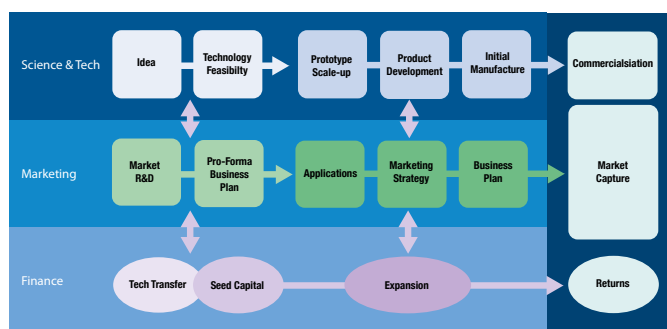 Science & Tech
Idea
Technology
Feasibilty
Prototype
Scale-up
Product
Development
Initial
Manufacture
Commercialsiation
Marketing
Market
R&D
Pro-Forma
Business
Plan
Applications
Marketing
Strategy
Business
Plan
Market
Capture
Finance
Tech Transfer
Seed Capital
Expansion
Returns